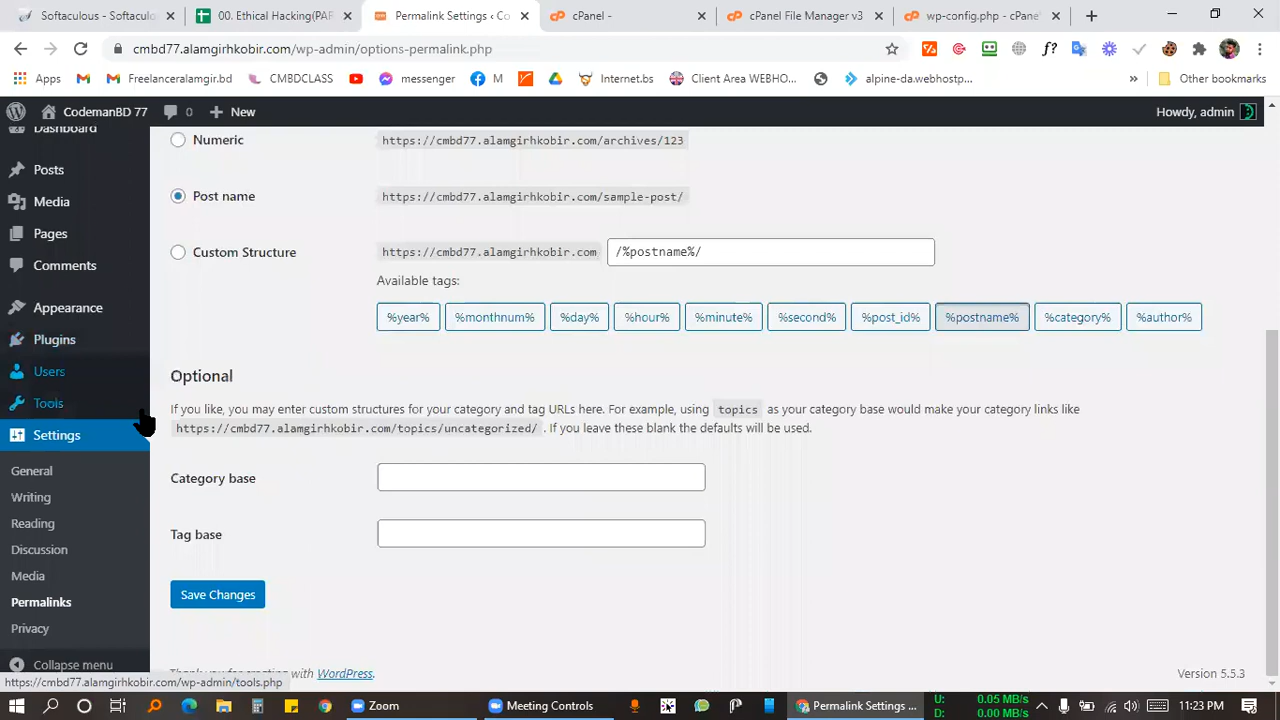 Softaculous - Softaculou
00. Ethical Hacking(PAR
Permalink Settings ‹ Co
cPanel -
cPanel File Manager v3
wp-config.php - cPane
cmbd77.alamgirhkobir.com/wp-admin/options-permalink.php
Apps
Freelanceralamgir.bd
CMBDCLASS
messenger
M
Internet.bs
Client Area WEBHO...
alpine-da.webhostp...
Other bookmarks
CodemanBD 77
0
New
Howdy, admin
Dashboard
Posts
Media
Pages
Comments
Appearance
Plugins
Users
Tools
Settings
General
Writing
Reading
Discussion
Media
Permalinks
Privacy
Collapse menu
Numeric
https://cmbd77.alamgirhkobir.com/archives/123
Post name
https://cmbd77.alamgirhkobir.com/sample-post/
Custom Structure
https://cmbd77.alamgirhkobir.com
/%postname%/
Available tags:
%year%
%monthnum%
%day%
%hour%
%minute%
%second%
%post_id%
%postname%
%category%
%author%
Optional
If you like, you may enter custom structures for your category and tag URLs here. For example, using topics as your category base would make your category links like
https://cmbd77.alamgirhkobir.com/topics/uncategorized/ . If you leave these blank the defaults will be used.
Category base
Tag base
Save Changes
Thank you for creating with WordPress.
Version 5.5.3
https://cmbd77.alamgirhkobir.com/wp-admin/tools.php
Zoom
Meeting Controls
Permalink Settings ...
U: 0.05 MB/s
D: 0.00 MB/s
11:23 PM